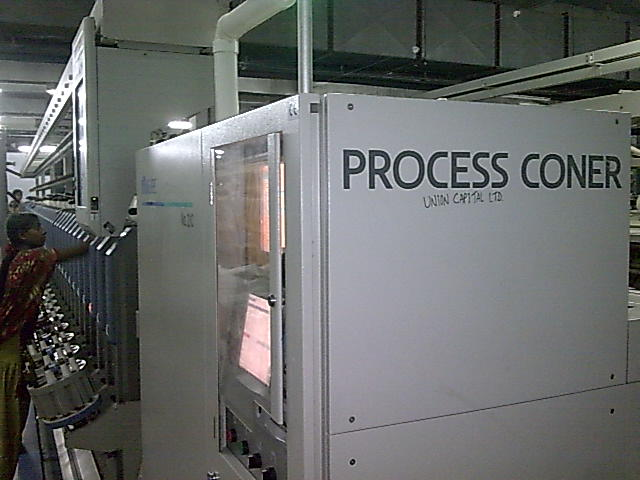 PROCESS CONER
UNION CAPITAL LTD.